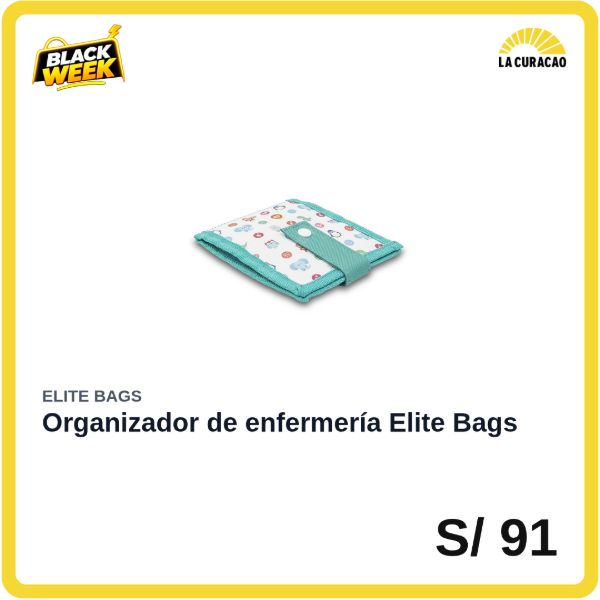 BLACK
WEEK
LA CURACAO
ELITE BAGS
Organizador de enfermería Elite Bags
S/ 91